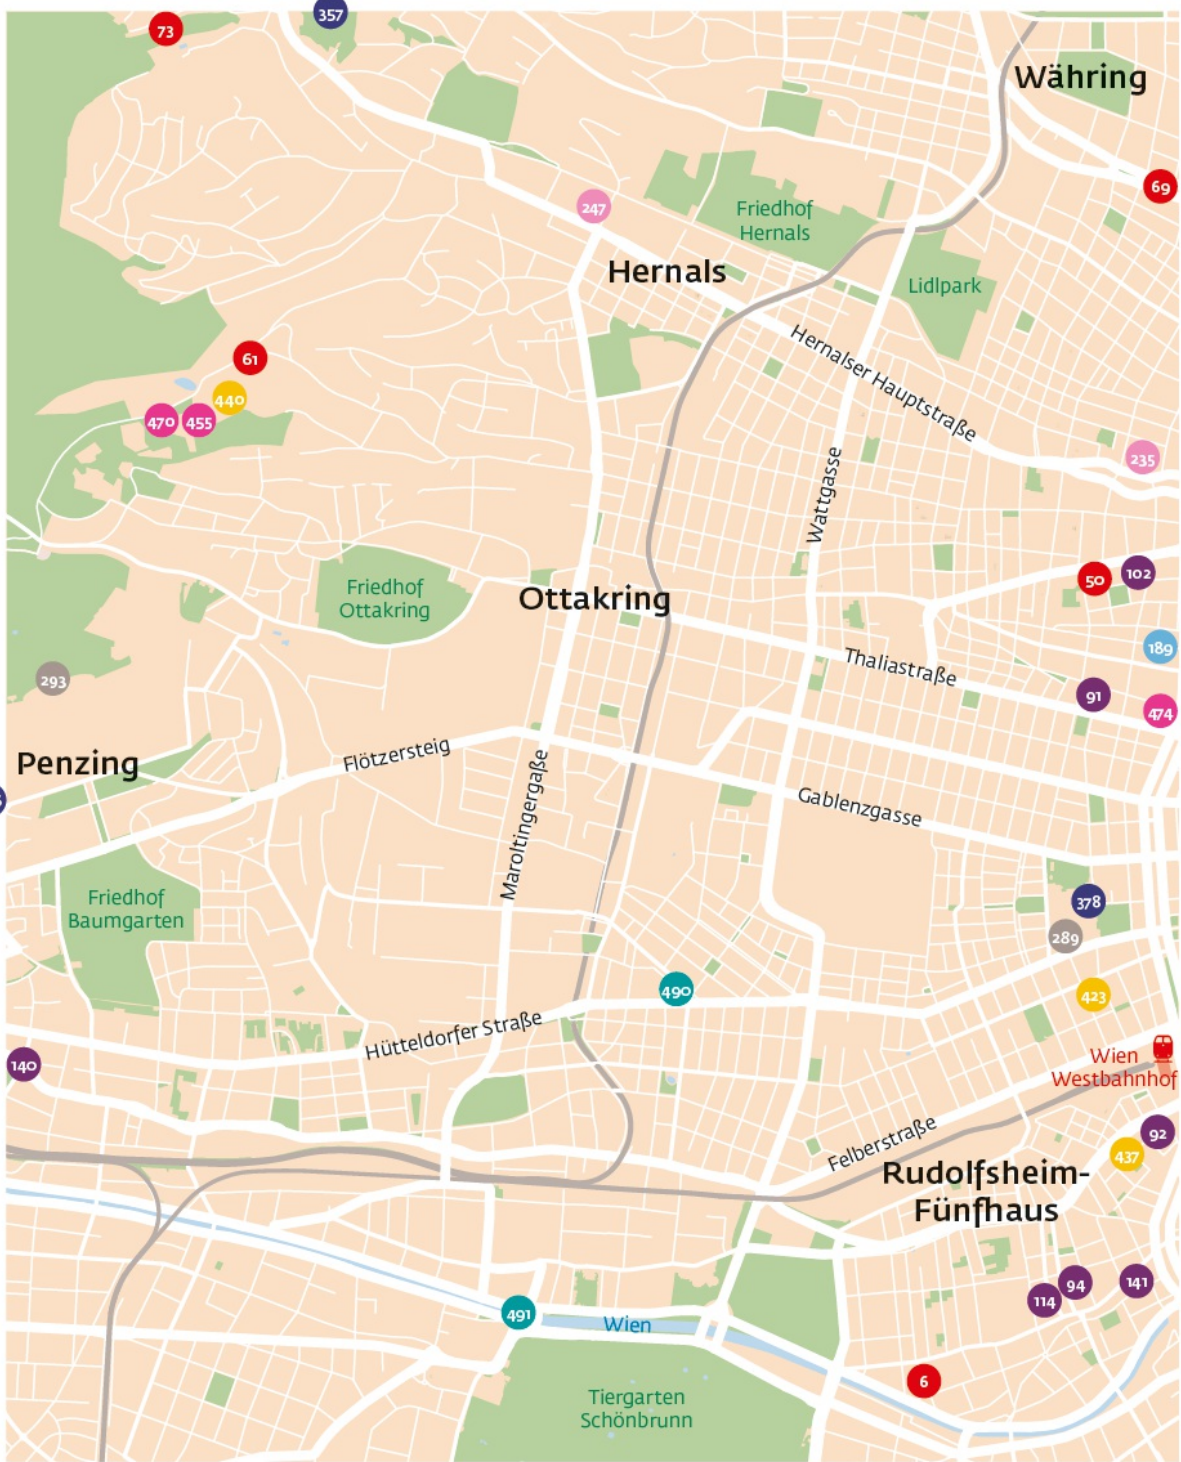 357
73
Währing
69
247
Friedhof
Hernals
Hernals
Lidlpark
Hernalser Hauptstraße
61
440
470
455
235
Wattgasse
50
102
Friedhof
Ottakring
Ottakring
189
Thaliastraße
293
91
474
Penzing
Flötzersteig
Maroltingergaße
Gablenzgasse
Friedhof
Baumgarten
378
289
490
423
Hütteldorfer Straße
140
Wien
Westbahnhof
Felberstraße
92
437
Rudolfsheim-
Fünfhaus
94
141
114
491
Wien
6
Tiergarten
Schönbrunn